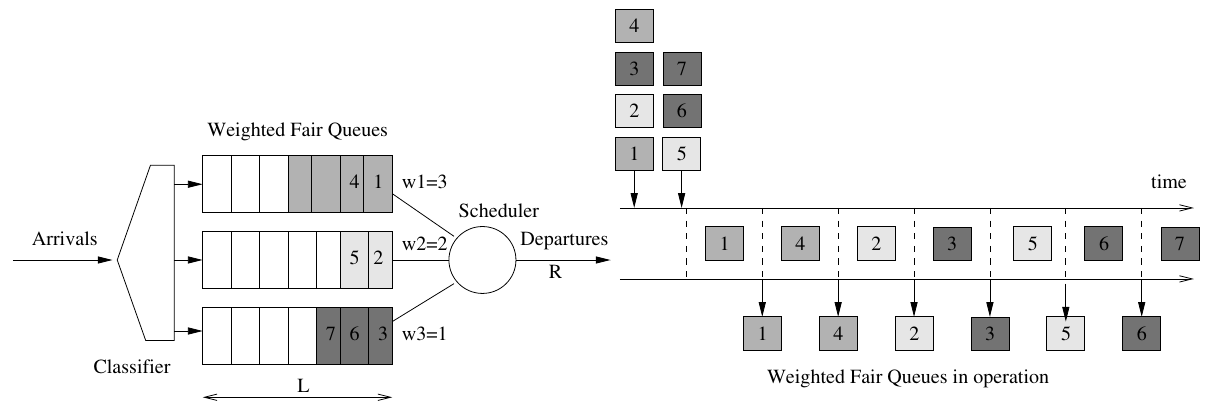 4
3 7
2 6
1 5
Weighted Fair Queues
4 1
w1=3
Arrivals
5 2
w2=2
7 6 3
w3=1
Scheduler
Departures
R
Classifier
L
time
1 4 2 3 5 6 7
1 4 2 3 5 6
Weighted Fair Queues in operation